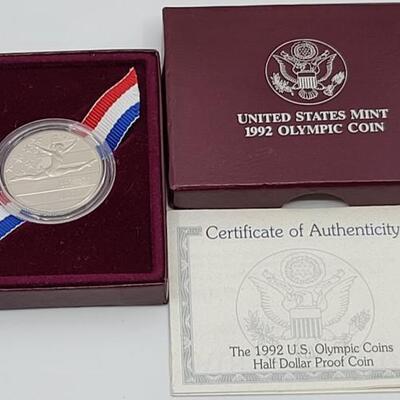 UNITED STATES MINT
1992 OLYMPIC COIN
Certificate of Authenticity
The 1992 U.S. Olympic Coins
Half Dollar Proof Coin